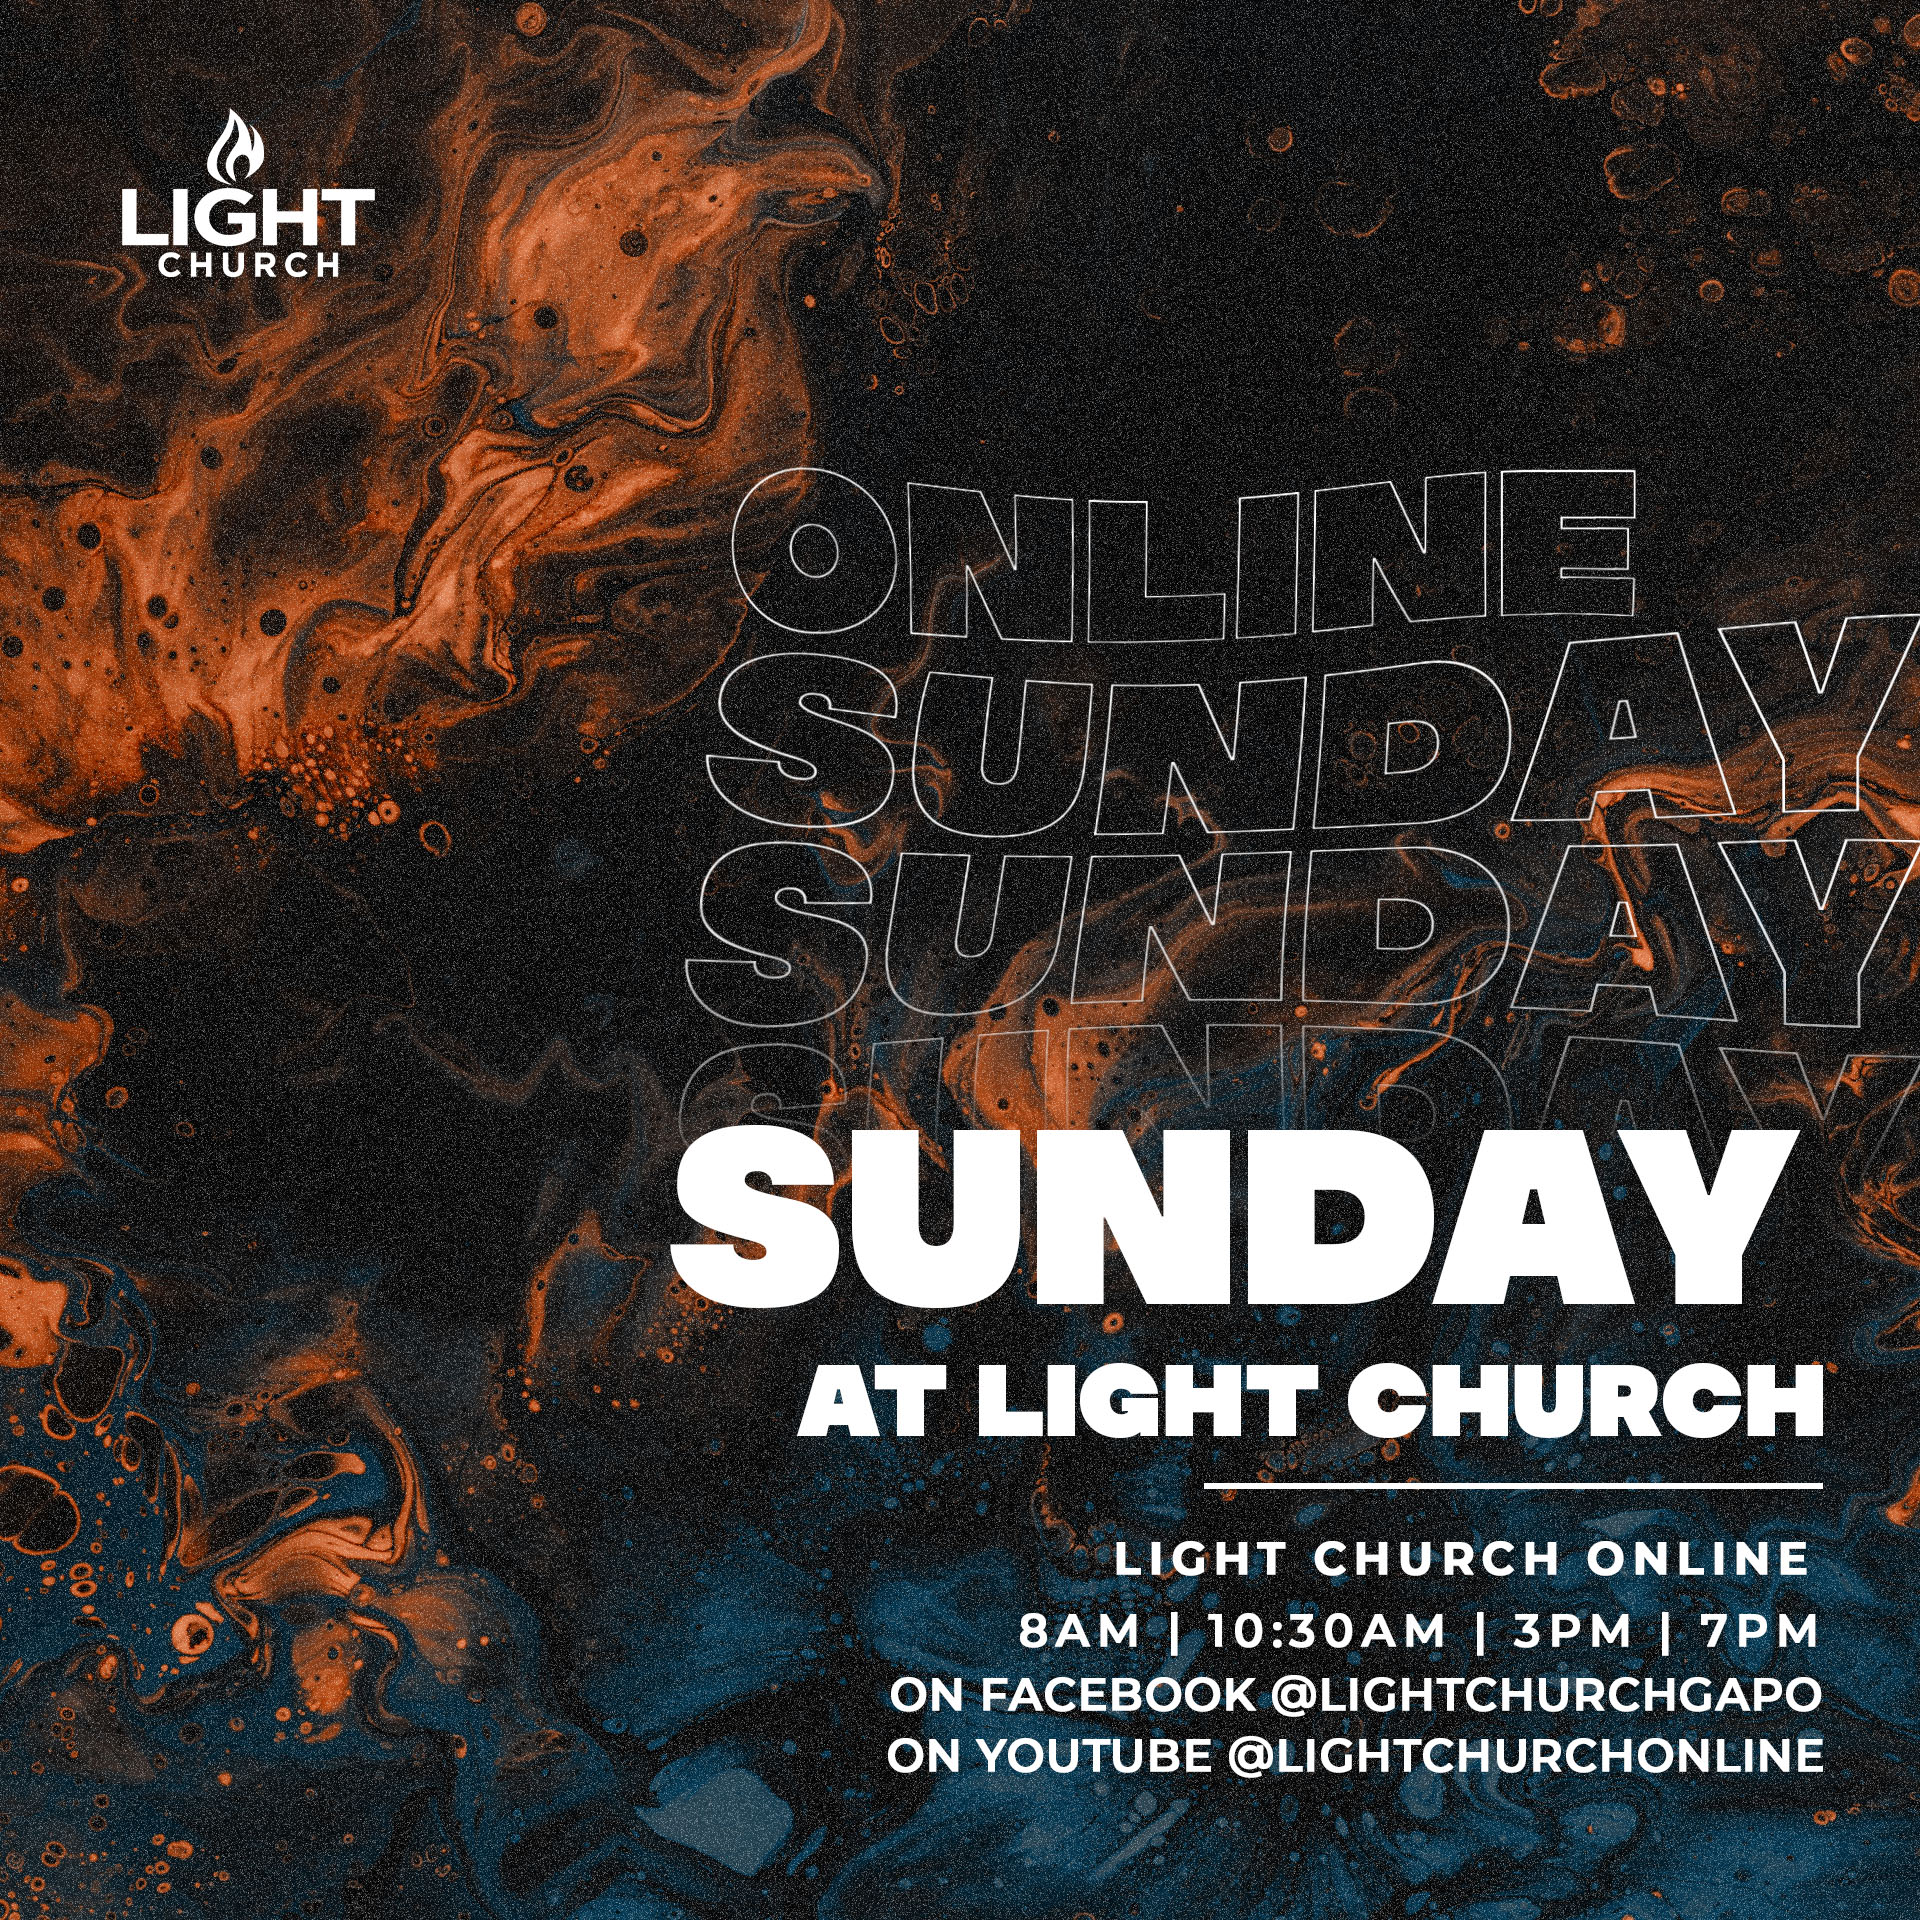 LIGHT
CHURCH
ONLINE
SUNDAY
SUNDAY
SUNDAY
SUNDAY
AT LIGHT CHURCH
LIGHT CHURCH ONLINE
8AM | 10:30AM | 3PM | 7PM
ON FACEBOOK @LIGHTCHURCHGAPO
ON YOUTUBE @LIGHTCHURCHONLINE